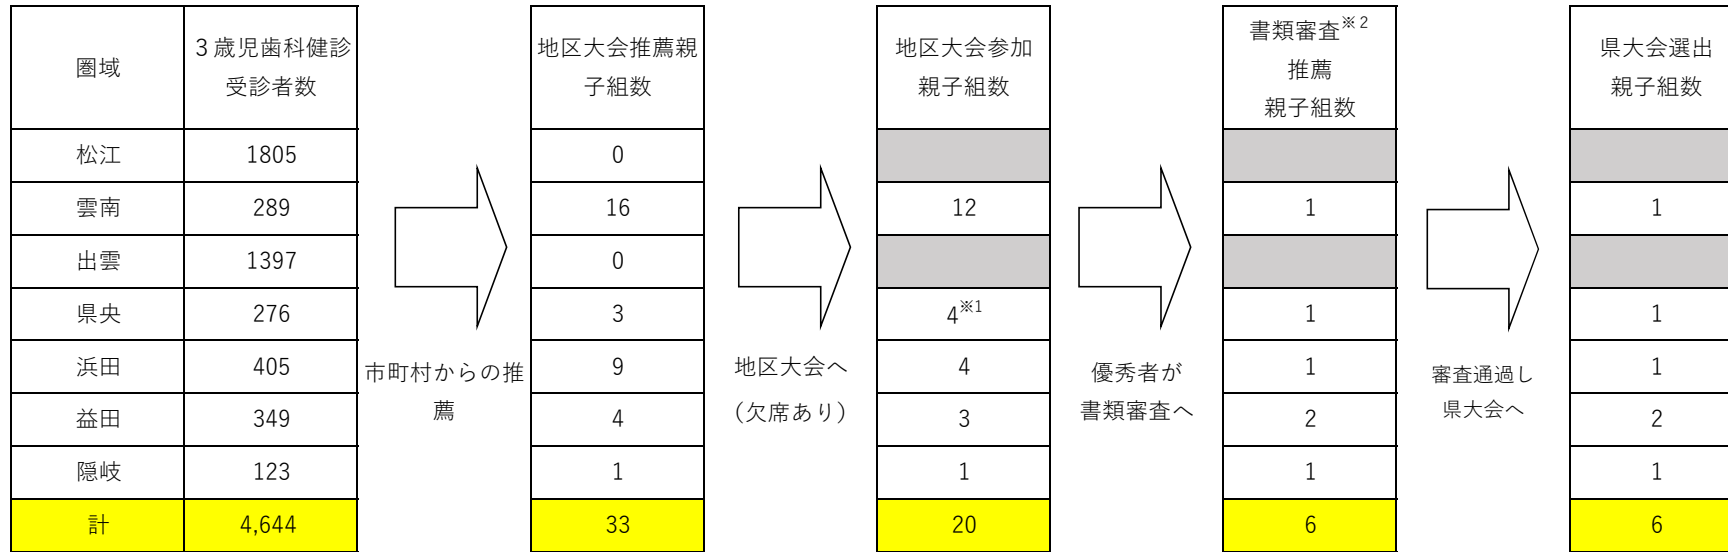 圏域
３歳児歯科健診
受診者数
地区大会推薦親
子組数
地区大会参加
親子組数
書類審査※２
推薦
親子組数
県大会選出
親子組数
松江 1805 0
雲南 289 16 12 1 1
出雲 1397 0
県央 276 3 4※1 1 1
浜田 405 9 4 1 1
益田 349 4 3 2 2
隠岐 123 1 1 1 1
計 4,644 33 20 6 6
市町村からの推
薦
地区大会へ
（欠席あり）
優秀者が
書類審査へ
審査通過し
県大会へ